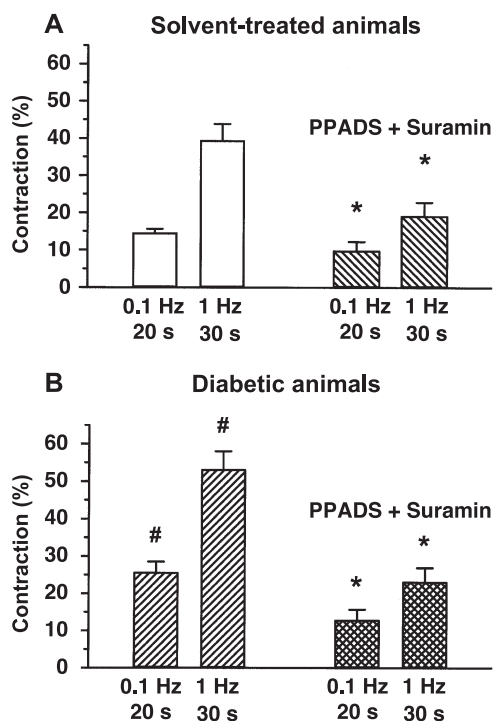 A Solvent-treated animals
Contraction (%)
60
50
40
30
20
10
0
PPADS + Suramin
*
*
0.1 Hz 1 Hz 0.1 Hz 1 Hz
20 s 30 s 20 s 30 s
B Diabetic animals
Contraction (%)
60
50
40
30
20
10
0
#
#
PPADS + Suramin
*
*
0.1 Hz 1 Hz 0.1 Hz 1 Hz
20 s 30 s 20 s 30 s